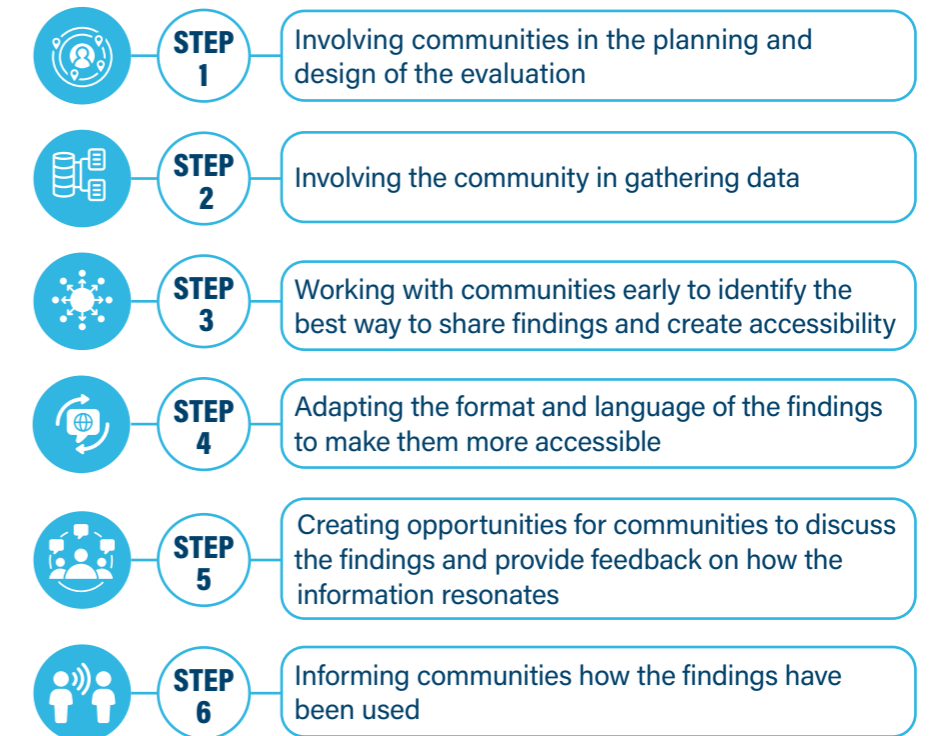 STEP
1
Involving communities in the planning and
design of the evaluation
STEP
2
Involving the community in gathering data
STEP
3
Working with communities early to identify the
best way to share findings and create accessibility
STEP
4
Adapting the format and language of the findings
to make them more accessible
STEP
5
Creating opportunities for communities to discuss
the findings and provide feedback on how the
information resonates
STEP
6
Informing communities how the findings have
been used